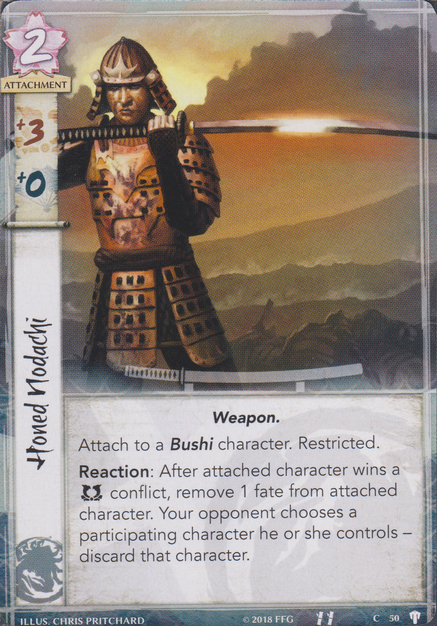 2
ATTACHMENT
+3
+0
Honed Nodachi
Weapon.
Attach to a Bushi character. Restricted.
Reaction: After attached character wins a
conflict, remove 1 fate from attached
character. Your opponent chooses a
participating character he or she controls –
discard that character.
ILLUS. CHRIS PRITCHARD
© 2018 FFG
C 50